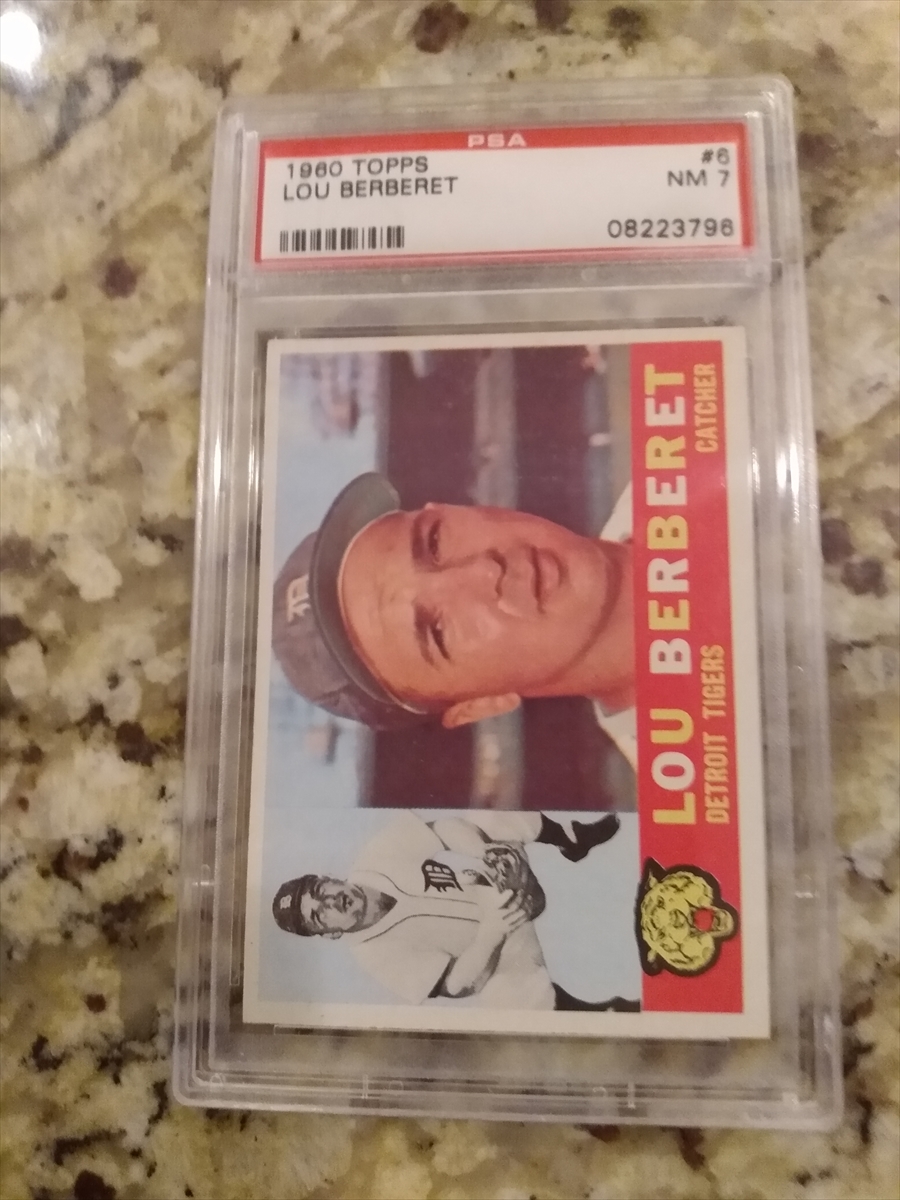 PSA
1960 TOPPS #6
LOU BERBERET NM 7
08223796
LOU BERBERET
DETROIT TIGERS CATCHER